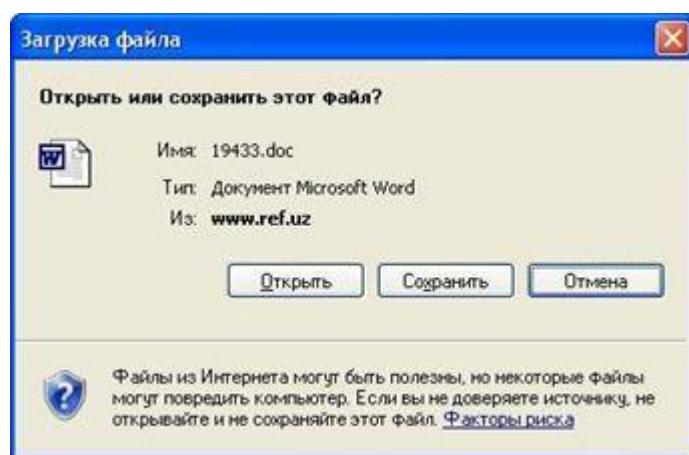 Загрузка файла
Открыть или сохранить этот файл?
Имя: 19433.doc
Тип: Документ Microsoft Word
Из: www.ref.uz
Открыть Сохранить Отмена
Файлы из Интернета могут быть полезны, но некоторые файлы
могут повредить компьютер. Если вы не доверяете источнику, не
открывайте и не сохраняйте этот файл. Факторы риска